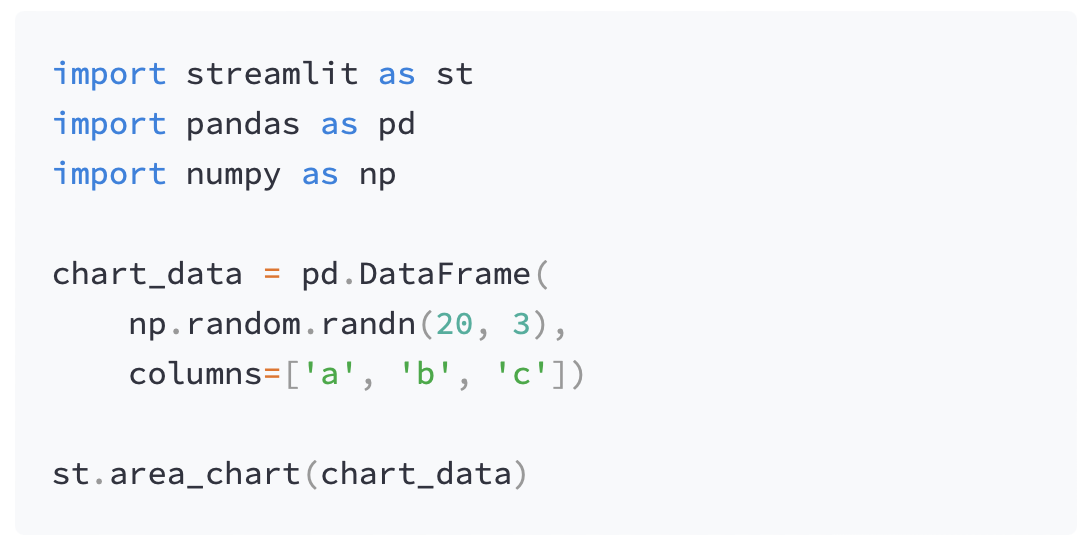 import streamlit as st
import pandas as pd
import numpy as np

chart_data = pd.DataFrame(
    np.random.randn(20, 3),
    columns=['a', 'b', 'c'])

st.area_chart(chart_data)